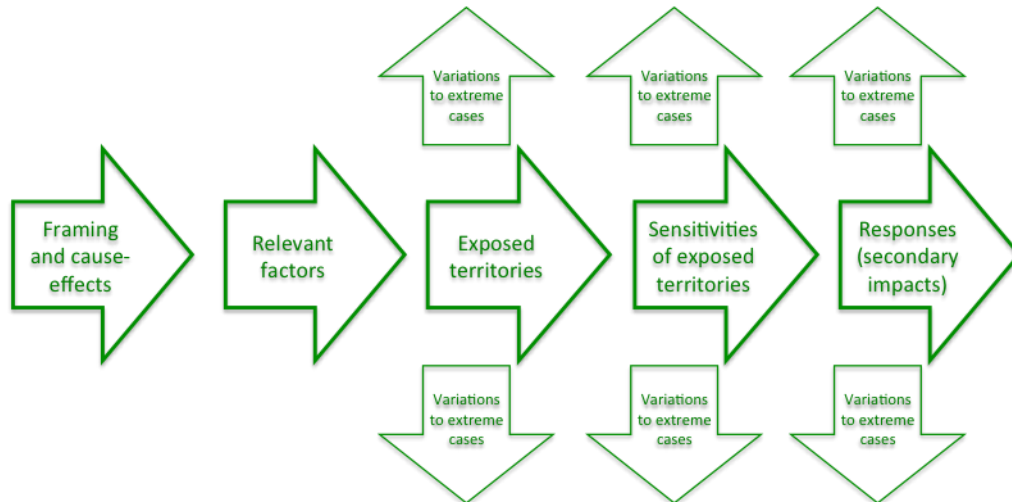 Variations
to extreme
cases
Variations
to extreme
cases
Variations
to extreme
cases
Framing
and cause-
effects
Relevant
factors
Exposed
territories
Sensitivities
of exposed
territories
Responses
(secondary
impacts)
Variations
to extreme
cases
Variations
to extreme
cases
Variations
to extreme
cases